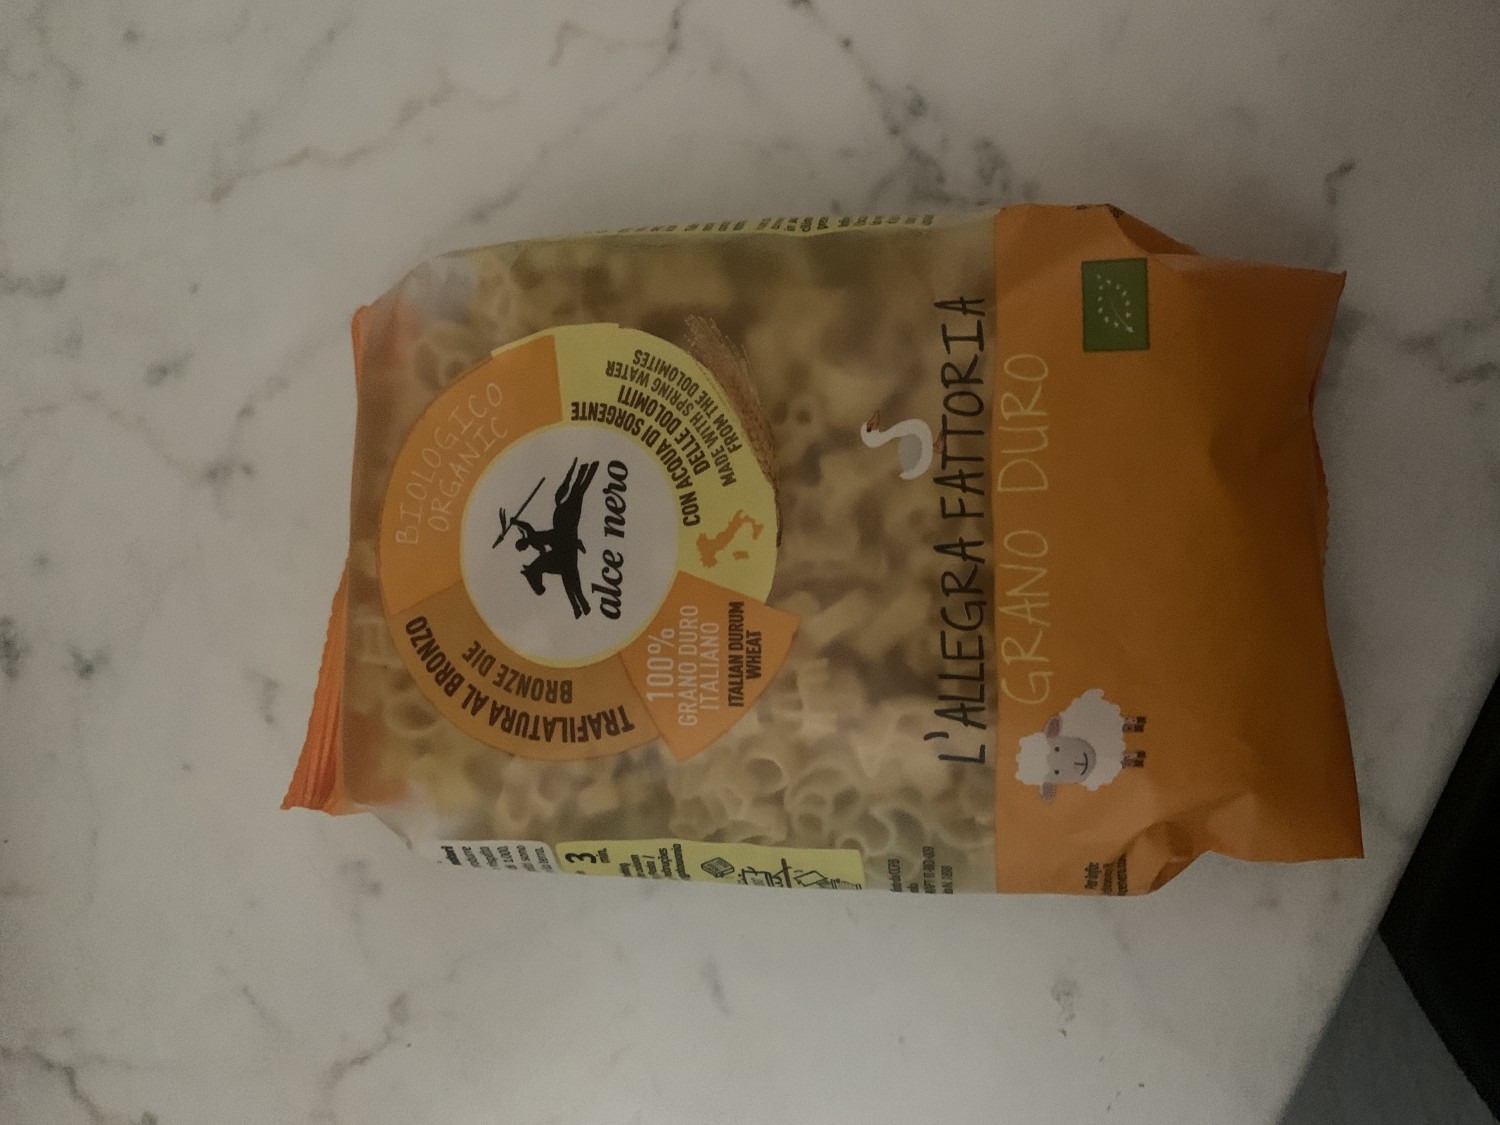 BIOLOGICO
ORGANIC
TRAFILATURA AL BRONZO
BRONZE DIE
alce nero
CON ACQUA DI SORGENTE
DELLE DOLOMITI
MADE WITH SPRING WATER
FROM THE DOLOMITES
100%
GRANO DURO
ITALIANO
ITALIAN DURUM
WHEAT
L'ALLEGRA FATTORIA
GRANO DURO
3